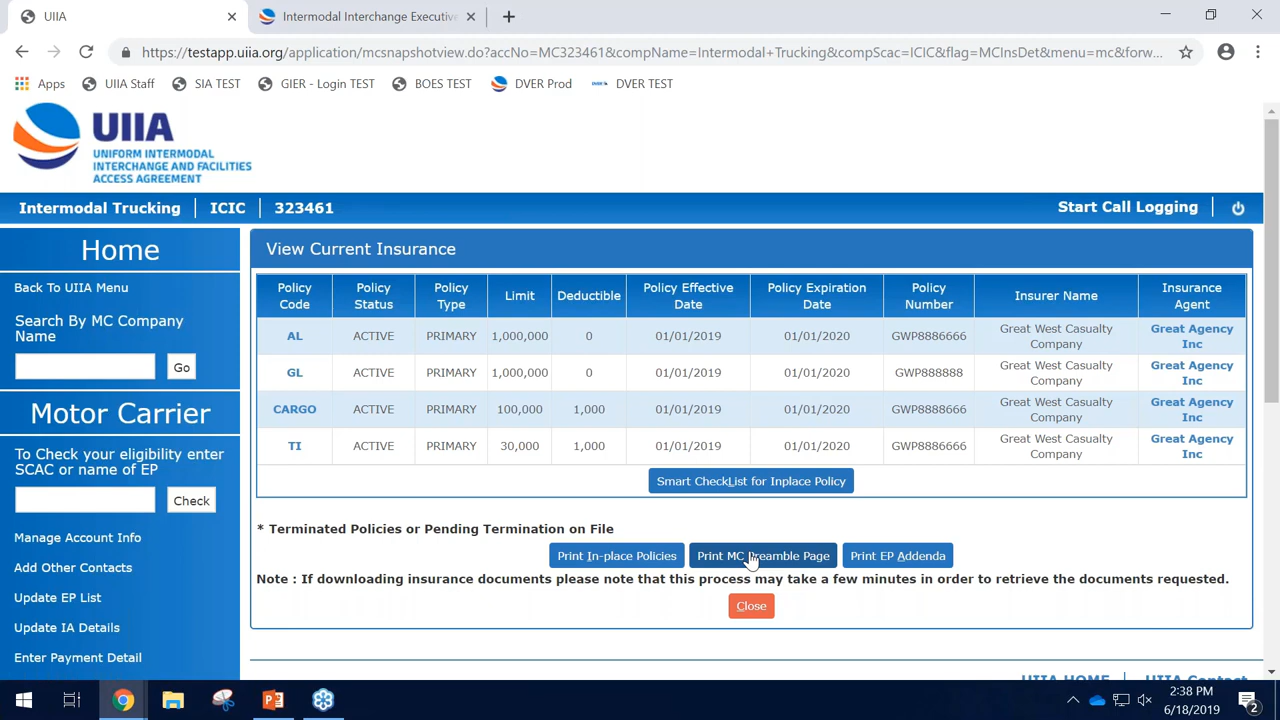 UIIA
Intermodal Interchange Executive
https://testapp.uiia.org/application/mcsnapshotview.do?accNo=MC323461&compName=Intermodal+Trucking&compScac=ICIC&flag=MCInsDet&menu=mc&forw...
Apps UIIA Staff SIA TEST GIER - Login TEST BOES TEST DVER Prod DVER TEST
UIIA
UNIFORM INTERMODAL
INTERCHANGE AND FACILITIES
ACCESS AGREEMENT
Intermodal Trucking ICIC 323461 Start Call Logging
Home
Back To UIIA Menu
Search By MC Company
Name
Go
Motor Carrier
To Check your eligibility enter
SCAC or name of EP
Check
Manage Account Info
Add Other Contacts
Update EP List
Update IA Details
Enter Payment Detail
View Current Insurance
Policy Code Policy Status Policy Type Limit Deductible Policy Effective Date Policy Expiration Date Policy Number Insurer Name Insurance Agent
AL ACTIVE PRIMARY 1,000,000 0 01/01/2019 01/01/2020 GWP8886666 Great West Casualty Company Great Agency Inc
GL ACTIVE PRIMARY 1,000,000 0 01/01/2019 01/01/2020 GWP888888 Great West Casualty Company Great Agency Inc
CARGO ACTIVE PRIMARY 100,000 1,000 01/01/2019 01/01/2020 GWP8886666 Great West Casualty Company Great Agency Inc
TI ACTIVE PRIMARY 30,000 1,000 01/01/2019 01/01/2020 GWP8886666 Great West Casualty Company Great Agency Inc
Smart CheckList for Inplace Policy
* Terminated Policies or Pending Termination on File
Print In-place Policies Print MC Preamble Page Print EP Addenda
Note : If downloading insurance documents please note that this process may take a few minutes in order to retrieve the documents requested.
Close
UIIA HOME UIIA Contact
2:38 PM
6/18/2019
2